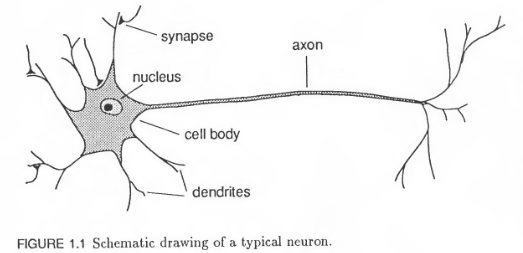 synapse
axon
nucleus
cell body
dendrites
FIGURE 1.1 Schematic drawing of a typical neuron.